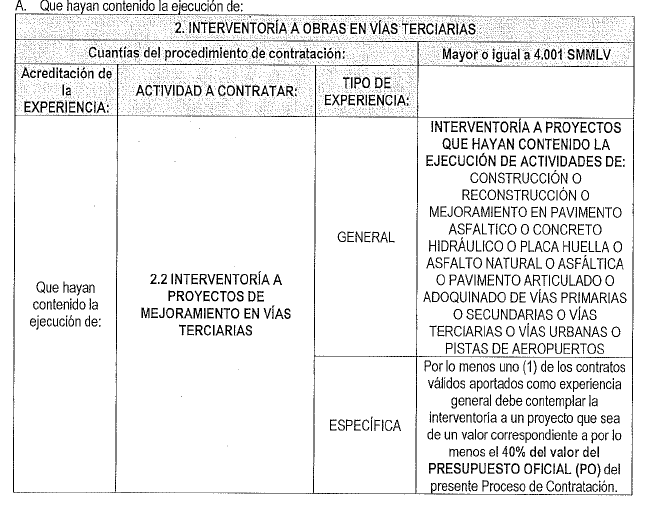 A. Que hayan contenido la ejecución de:
2. INTERVENTORÍA A OBRAS EN VÍAS TERCIARIAS
Cuantías del procedimiento de contratación:
Mayor o igual a 4.001 SMMLV
Acreditación de
la
EXPERIENCIA:
ACTIVIDAD A CONTRATAR:
TIPO DE
EXPERIENCIA:
Que hayan
contenido la
ejecución de:
2.2 INTERVENTORÍA A
PROYECTOS DE
MEJORAMIENTO EN VÍAS
TERCIARIAS
GENERAL
INTERVENTORÍA A PROYECTOS
QUE HAYAN CONTENIDO LA
EJECUCIÓN DE ACTIVIDADES DE:
CONSTRUCCIÓN O
RECONSTRUCCIÓN O
MEJORAMIENTO EN PAVIMENTO
ASFALTICO O CONCRETO
HIDRÁULICO O PLACA HUELLA O
ASFALTO NATURAL O ASFÁLTICA
O PAVIMENTO ARTICULADO O
ADOQUINADO DE VÍAS PRIMARIAS
O SECUNDARIAS O VÍAS
TERCIARIAS O VÍAS URBANAS O
PISTAS DE AEROPUERTOS
ESPECÍFICA
Por lo menos uno (1) de los contratos
válidos aportados como experiencia
general debe contemplar la
interventoría a un proyecto que sea
de un valor correspondiente a por lo
menos el 40% del valor del
PRESUPUESTO OFICIAL (PO) del
presente Proceso de Contratación.